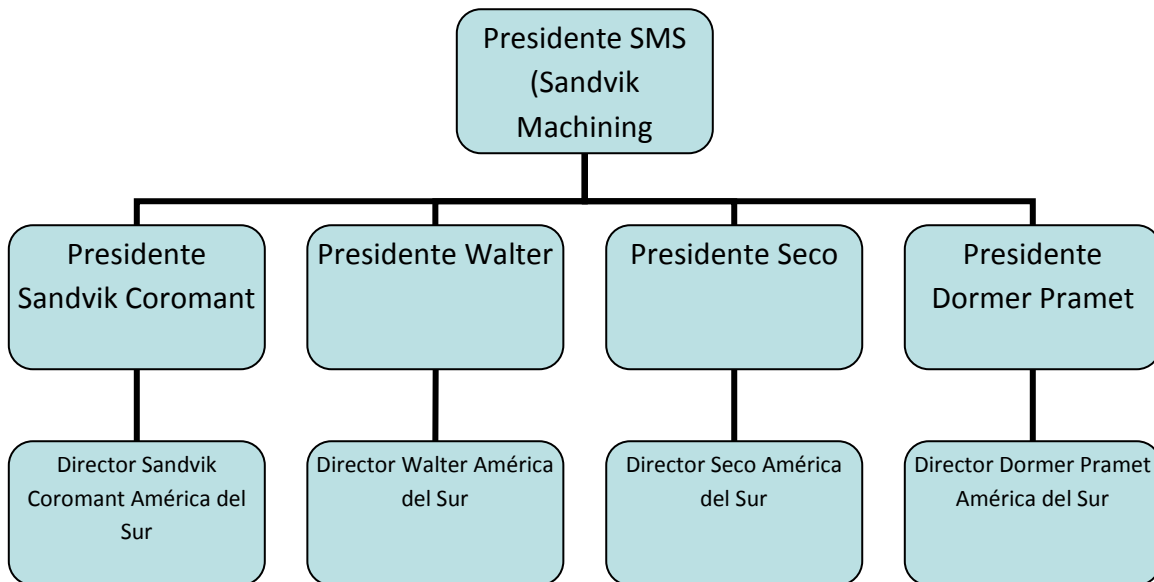 Presidente SMS
(Sandvik
Machining
Presidente
Sandvik Coromant
Presidente Walter
Presidente Seco
Presidente
Dormer Pramet
Director Sandvik
Coromant América del
Sur
Director Walter América
del Sur
Director Seco América
del Sur
Director Dormer Pramet
América del Sur